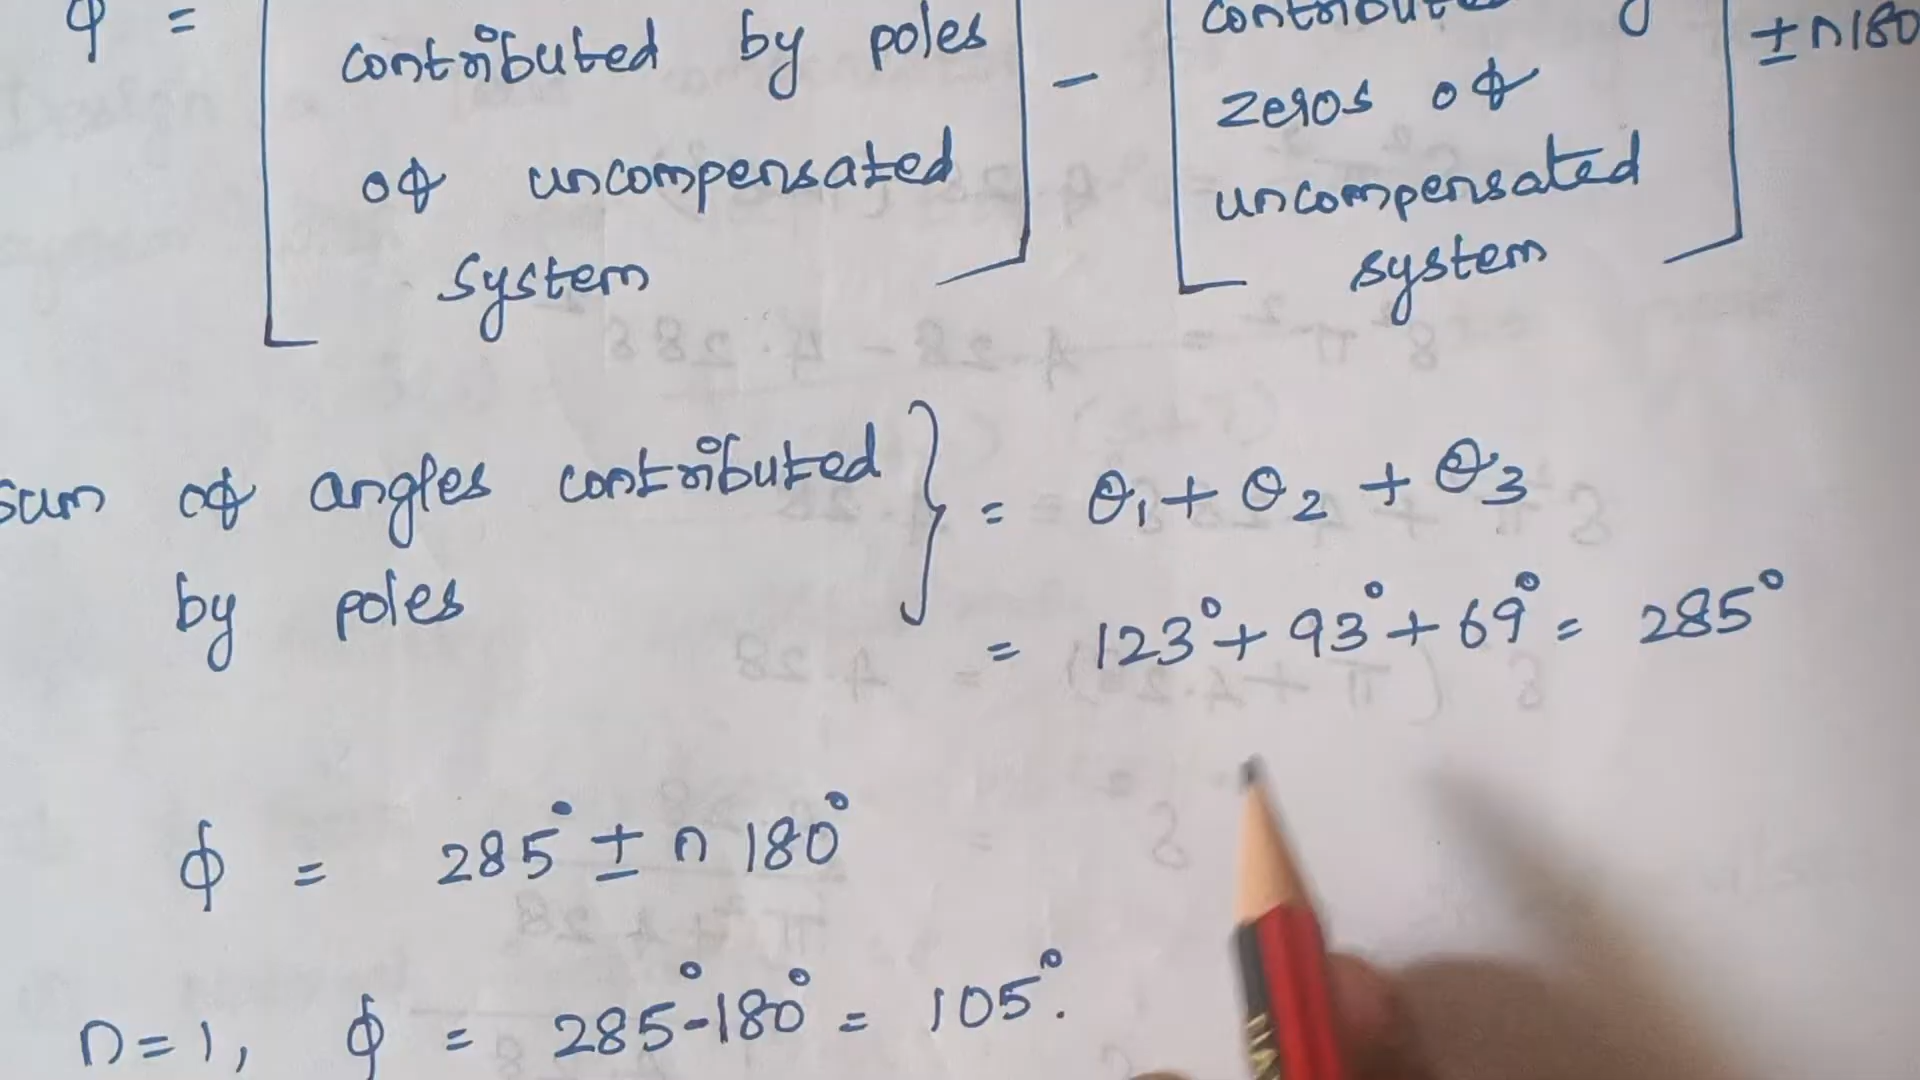 φ = contributed by poles of uncompensated system − zeros of uncompensated system ± n180
sum of angles contributed by poles } = θ1 + θ2 + θ3
= 123° + 93° + 69° = 285°
φ = 285° ± n 180°
n=1, φ = 285°-180° = 105°.